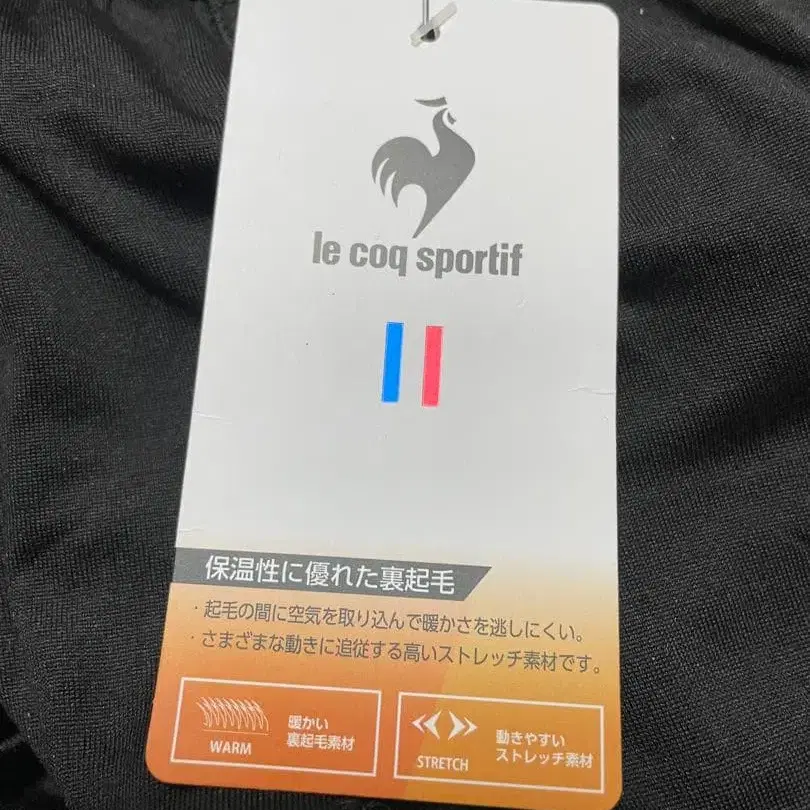 le coq sportif
保温性に優れた裏起毛
・起毛の間に空気を取り込んで暖かさを逃しにくい。
・さまざまな動きに追従する高いストレッチ素材です。
WARM
暖かい
裏起毛素材
STRETCH
動きやすい
ストレッチ素材